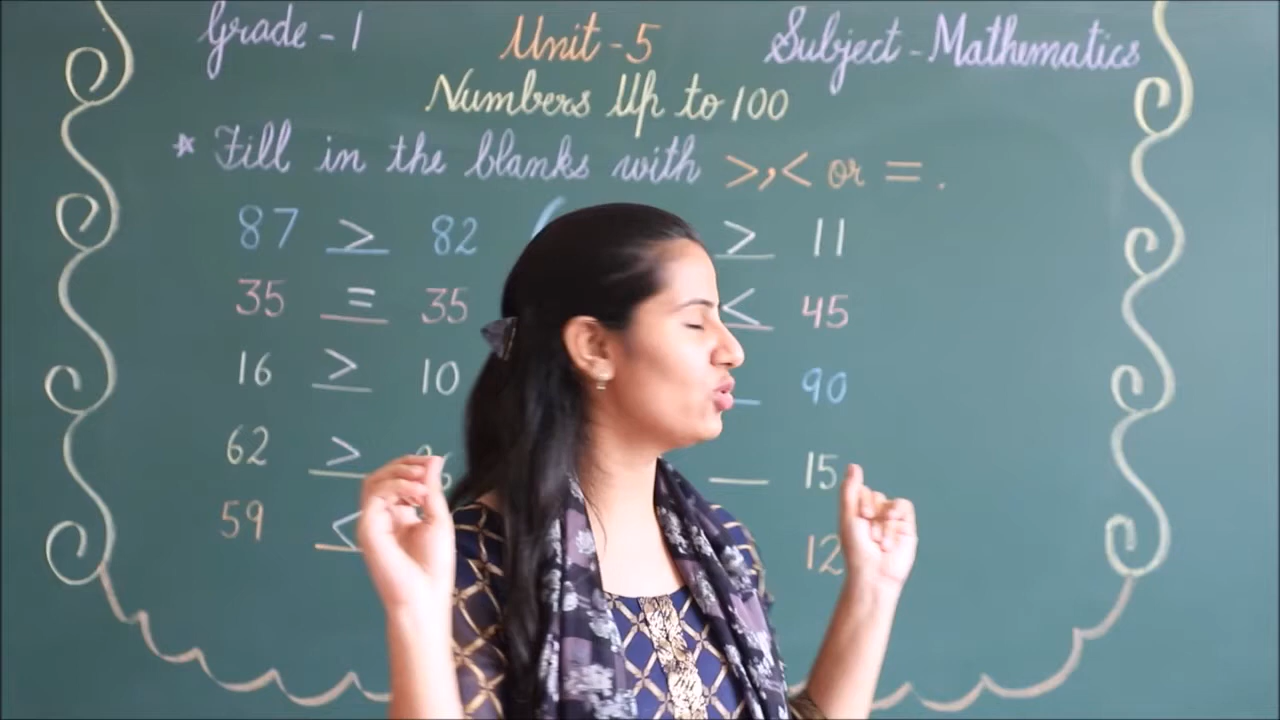 Grade - 1 Unit - 5 Subject - Mathematics
Numbers Up to 100
* Fill in the blanks with >, < or = .
87 > 82 > 11
35 = 35 < 45
16 > 10 90
62 > 15
59 < 12